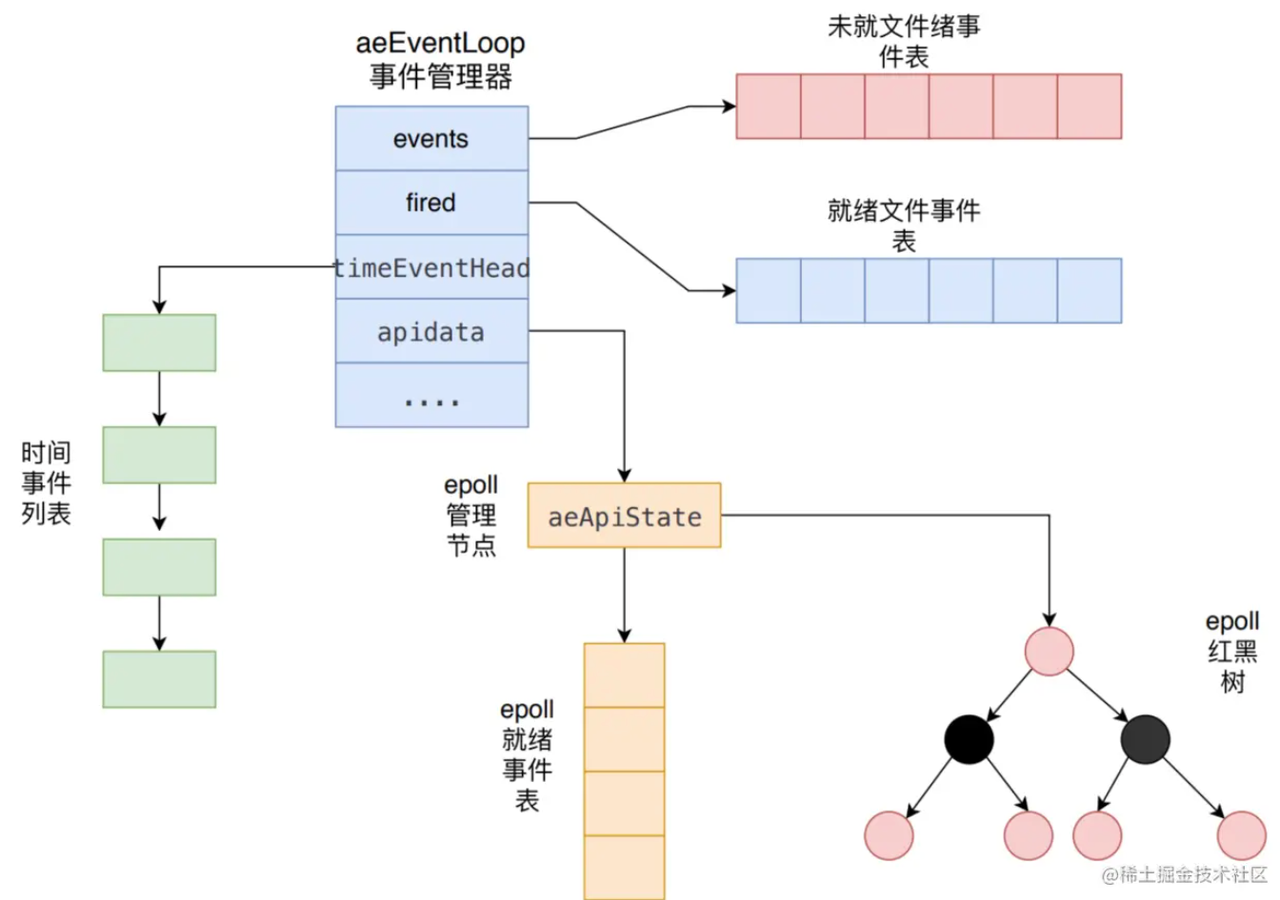 aeEventLoop
事件管理器
events
fired
timeEventHead
apidata
....
未就文件绪事
件表
就绪文件事件
表
时间
事件
列表
epoll
管理
节点
aeApiState
epoll
就绪
事件
表
epoll
红黑
树
@稀土掘金技术社区